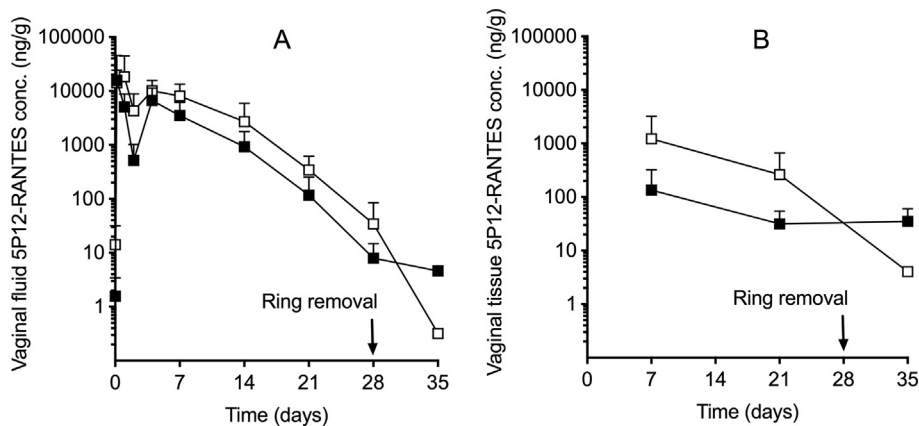 A
Vaginal fluid 5P12-RANTES conc. (ng/g)
100000
10000
1000
100
10
1
Ring removal
0 7 14 21 28 35
Time (days)
B
Vaginal tissue 5P12-RANTES conc. (ng/g)
100000
10000
1000
100
10
1
Ring removal
0 7 14 21 28 35
Time (days)